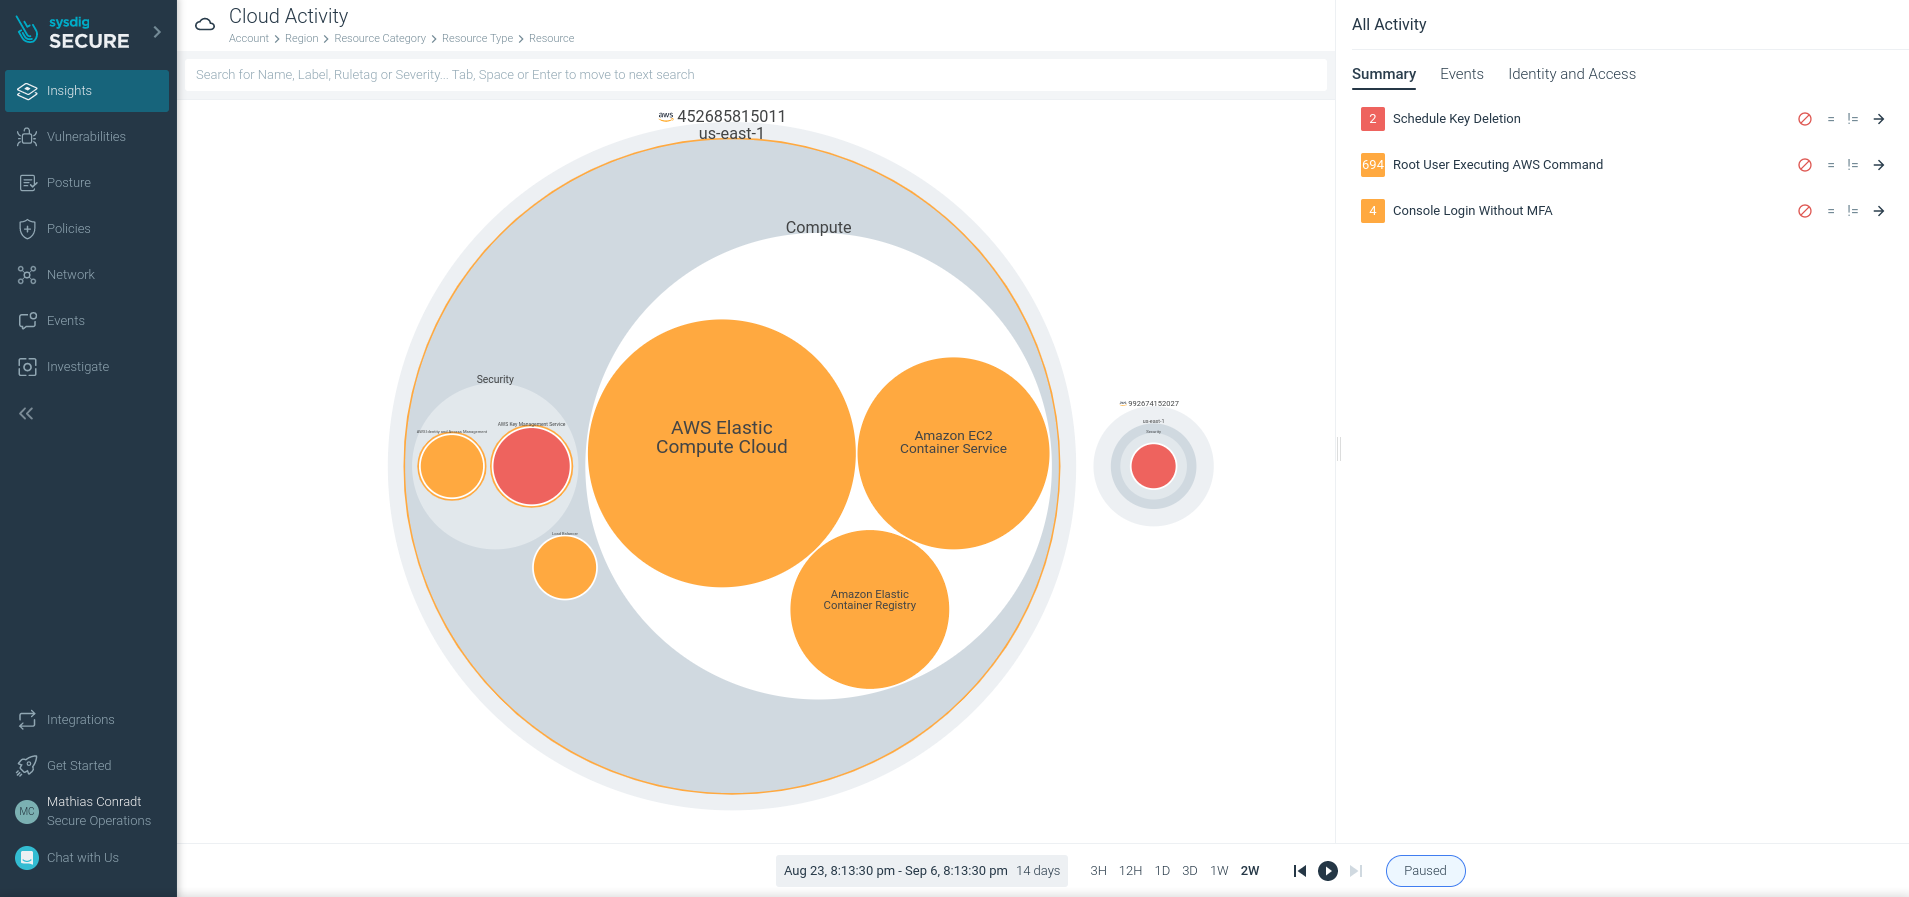 sysdig
SECURE
Insights
Vulnerabilities
Posture
Policies
Network
Events
Investigate
Integrations
Get Started
MC
Mathias Conradt
Secure Operations
Chat with Us
Cloud Activity
Account > Region > Resource Category > Resource Type > Resource
Search for Name, Label, Ruletag or Severity... Tab, Space or Enter to move to next search
aws 452685815011
us-east-1
Compute
Security
AWS Identity and Access Management
AWS Key Management Service
Load Balancer
AWS Elastic
Compute Cloud
Amazon EC2
Container Service
Amazon Elastic
Container Registry
aws 992674152027
us-east-1
Security
All Activity
Summary Events Identity and Access
2 Schedule Key Deletion = !=
694 Root User Executing AWS Command = !=
4 Console Login Without MFA = !=
Aug 23, 8:13:30 pm - Sep 6, 8:13:30 pm 14 days
3H 12H 1D 3D 1W 2W
Paused